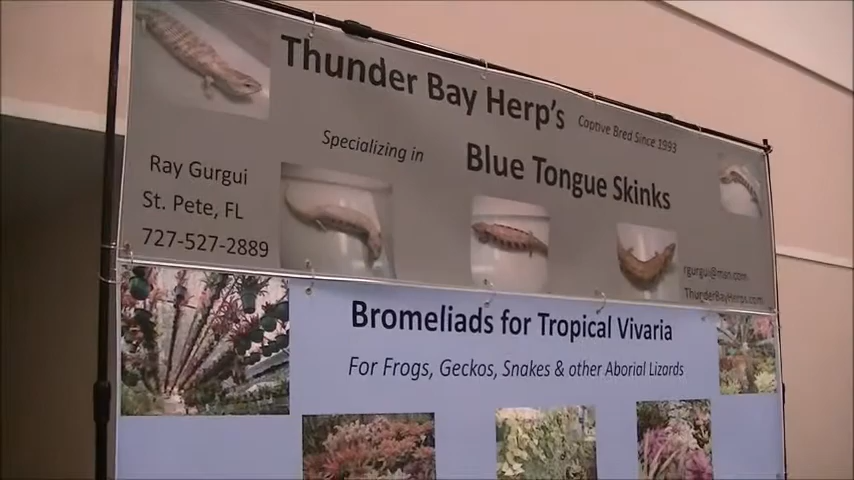 Thunder Bay Herp's
Captive Bred Since 1993
Specializing in
Blue Tongue Skinks
Ray Gurgui
St. Pete, FL
727-527-2889
rgurgui@msn.com
ThunderBayHerps.com
Bromeliads for Tropical Vivaria
For Frogs, Geckos, Snakes & other Aborial Lizards